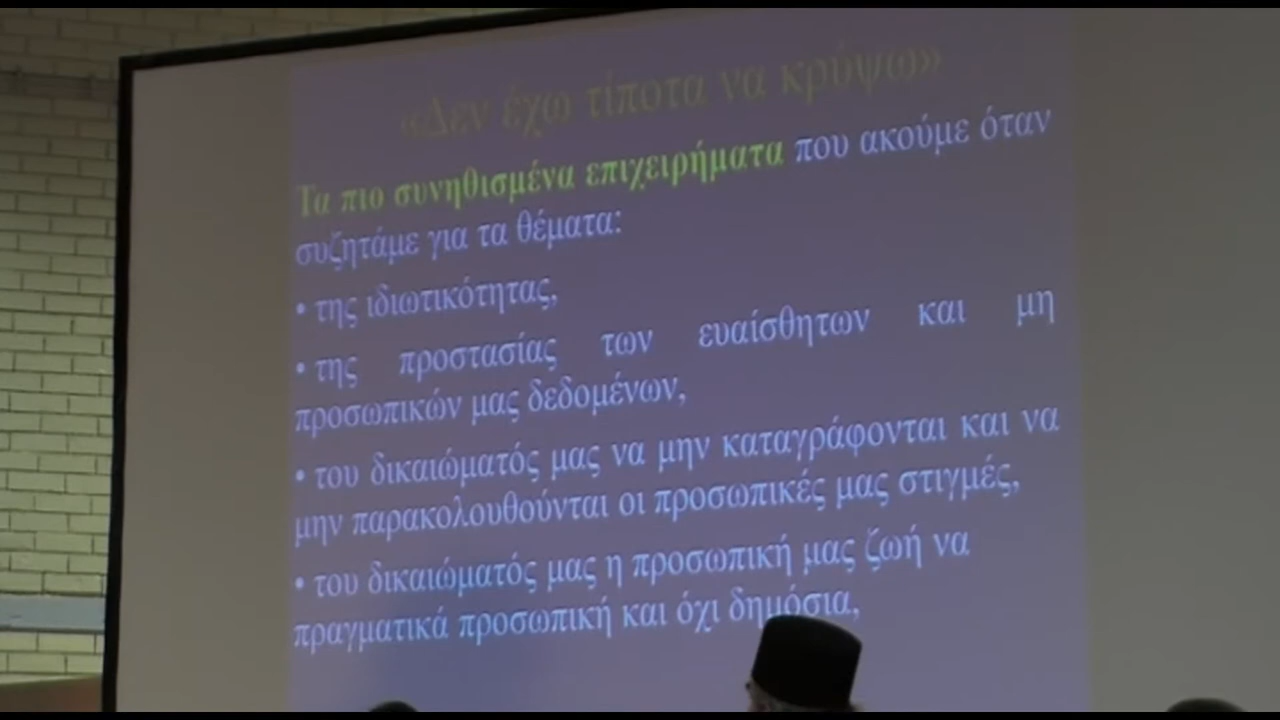 «Δεν έχω τίποτα να κρύψω»
Τα πιο συνηθισμένα επιχειρήματα που ακούμε όταν
συζητάμε για τα θέματα:
• της ιδιωτικότητας,
• της προστασίας των ευαίσθητων και μη
προσωπικών μας δεδομένων,
• του δικαιώματός μας να μην καταγράφονται και να
μην παρακολουθούνται οι προσωπικές μας στιγμές,
• του δικαιώματός μας η προσωπική μας ζωή να
πραγματικά προσωπική και όχι δημόσια,